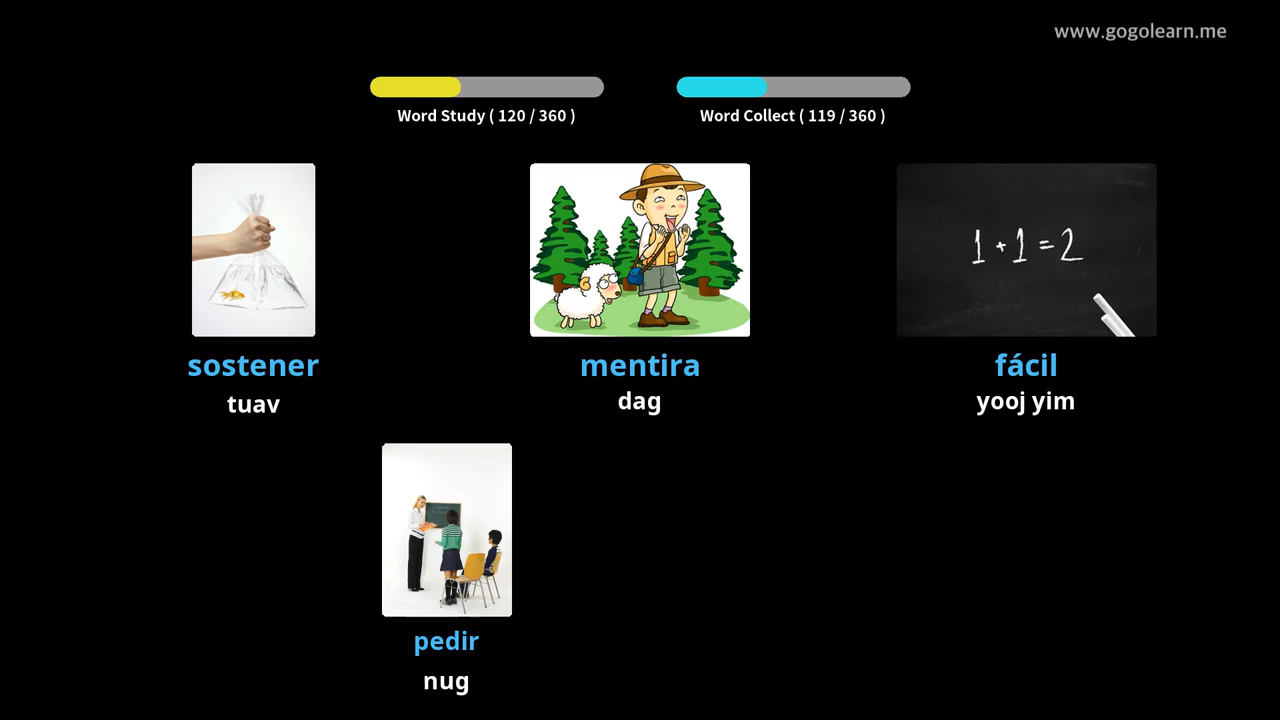 www.gogolearn.me
Word Study ( 120 / 360 )
Word Collect ( 119 / 360 )
1 + 1 = 2
sostener
mentira
fácil
tuav
dag
yooj yim
pedir
nug